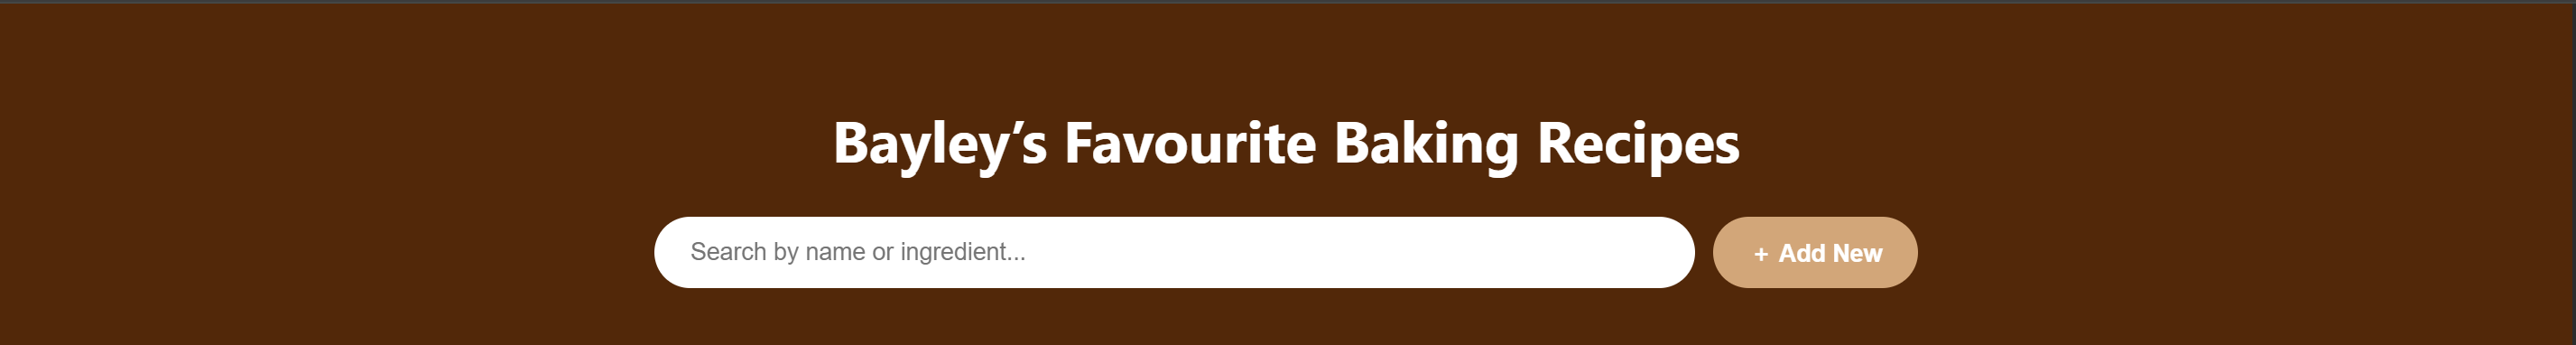 Bayley’s Favourite Baking Recipes
Search by name or ingredient...
+ Add New